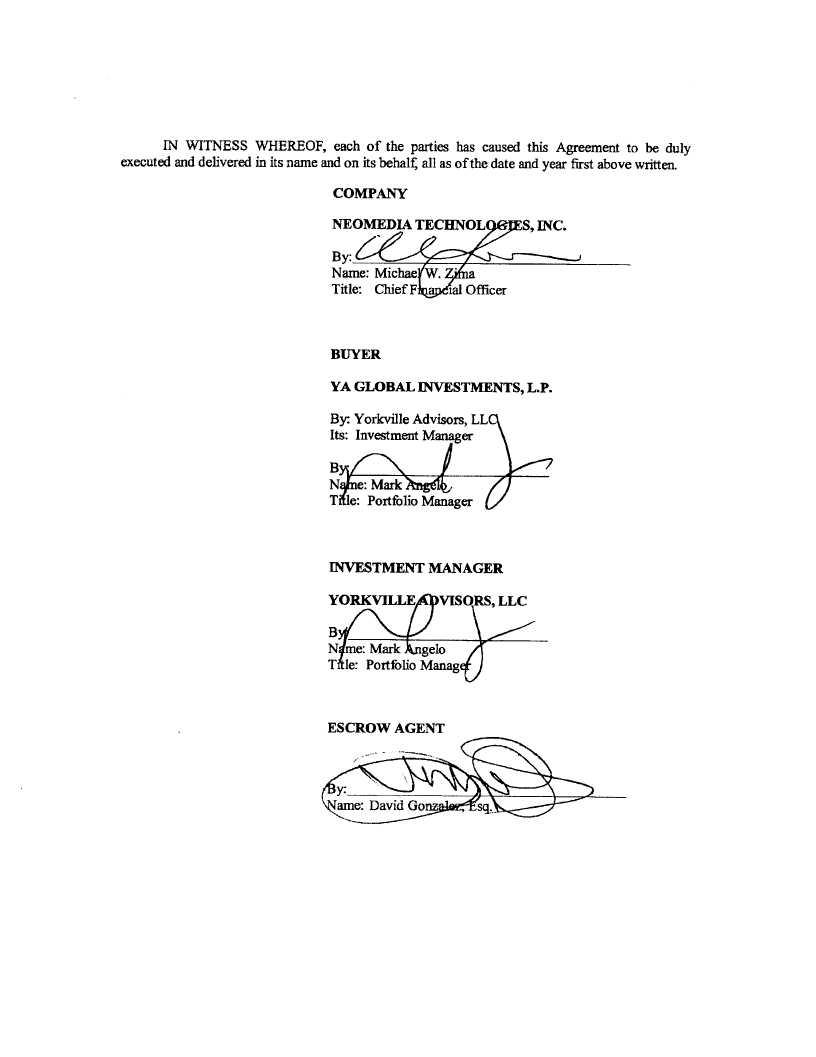 IN WITNESS WHEREOF, each of the parties has caused this Agreement to be duly
executed and delivered in its name and on its behalf, all as of the date and year first above written.
COMPANY
NEOMEDIA TECHNOLOGIES, INC.
By:
Name: Michael W. Zima
Title: Chief Financial Officer
BUYER
YA GLOBAL INVESTMENTS, L.P.
By: Yorkville Advisors, LLC
Its: Investment Manager
By:
Name: Mark Angelo
Title: Portfolio Manager
INVESTMENT MANAGER
YORKVILLE ADVISORS, LLC
By:
Name: Mark Angelo
Title: Portfolio Manager
ESCROW AGENT
By:
Name: David Gonzalez, Esq.